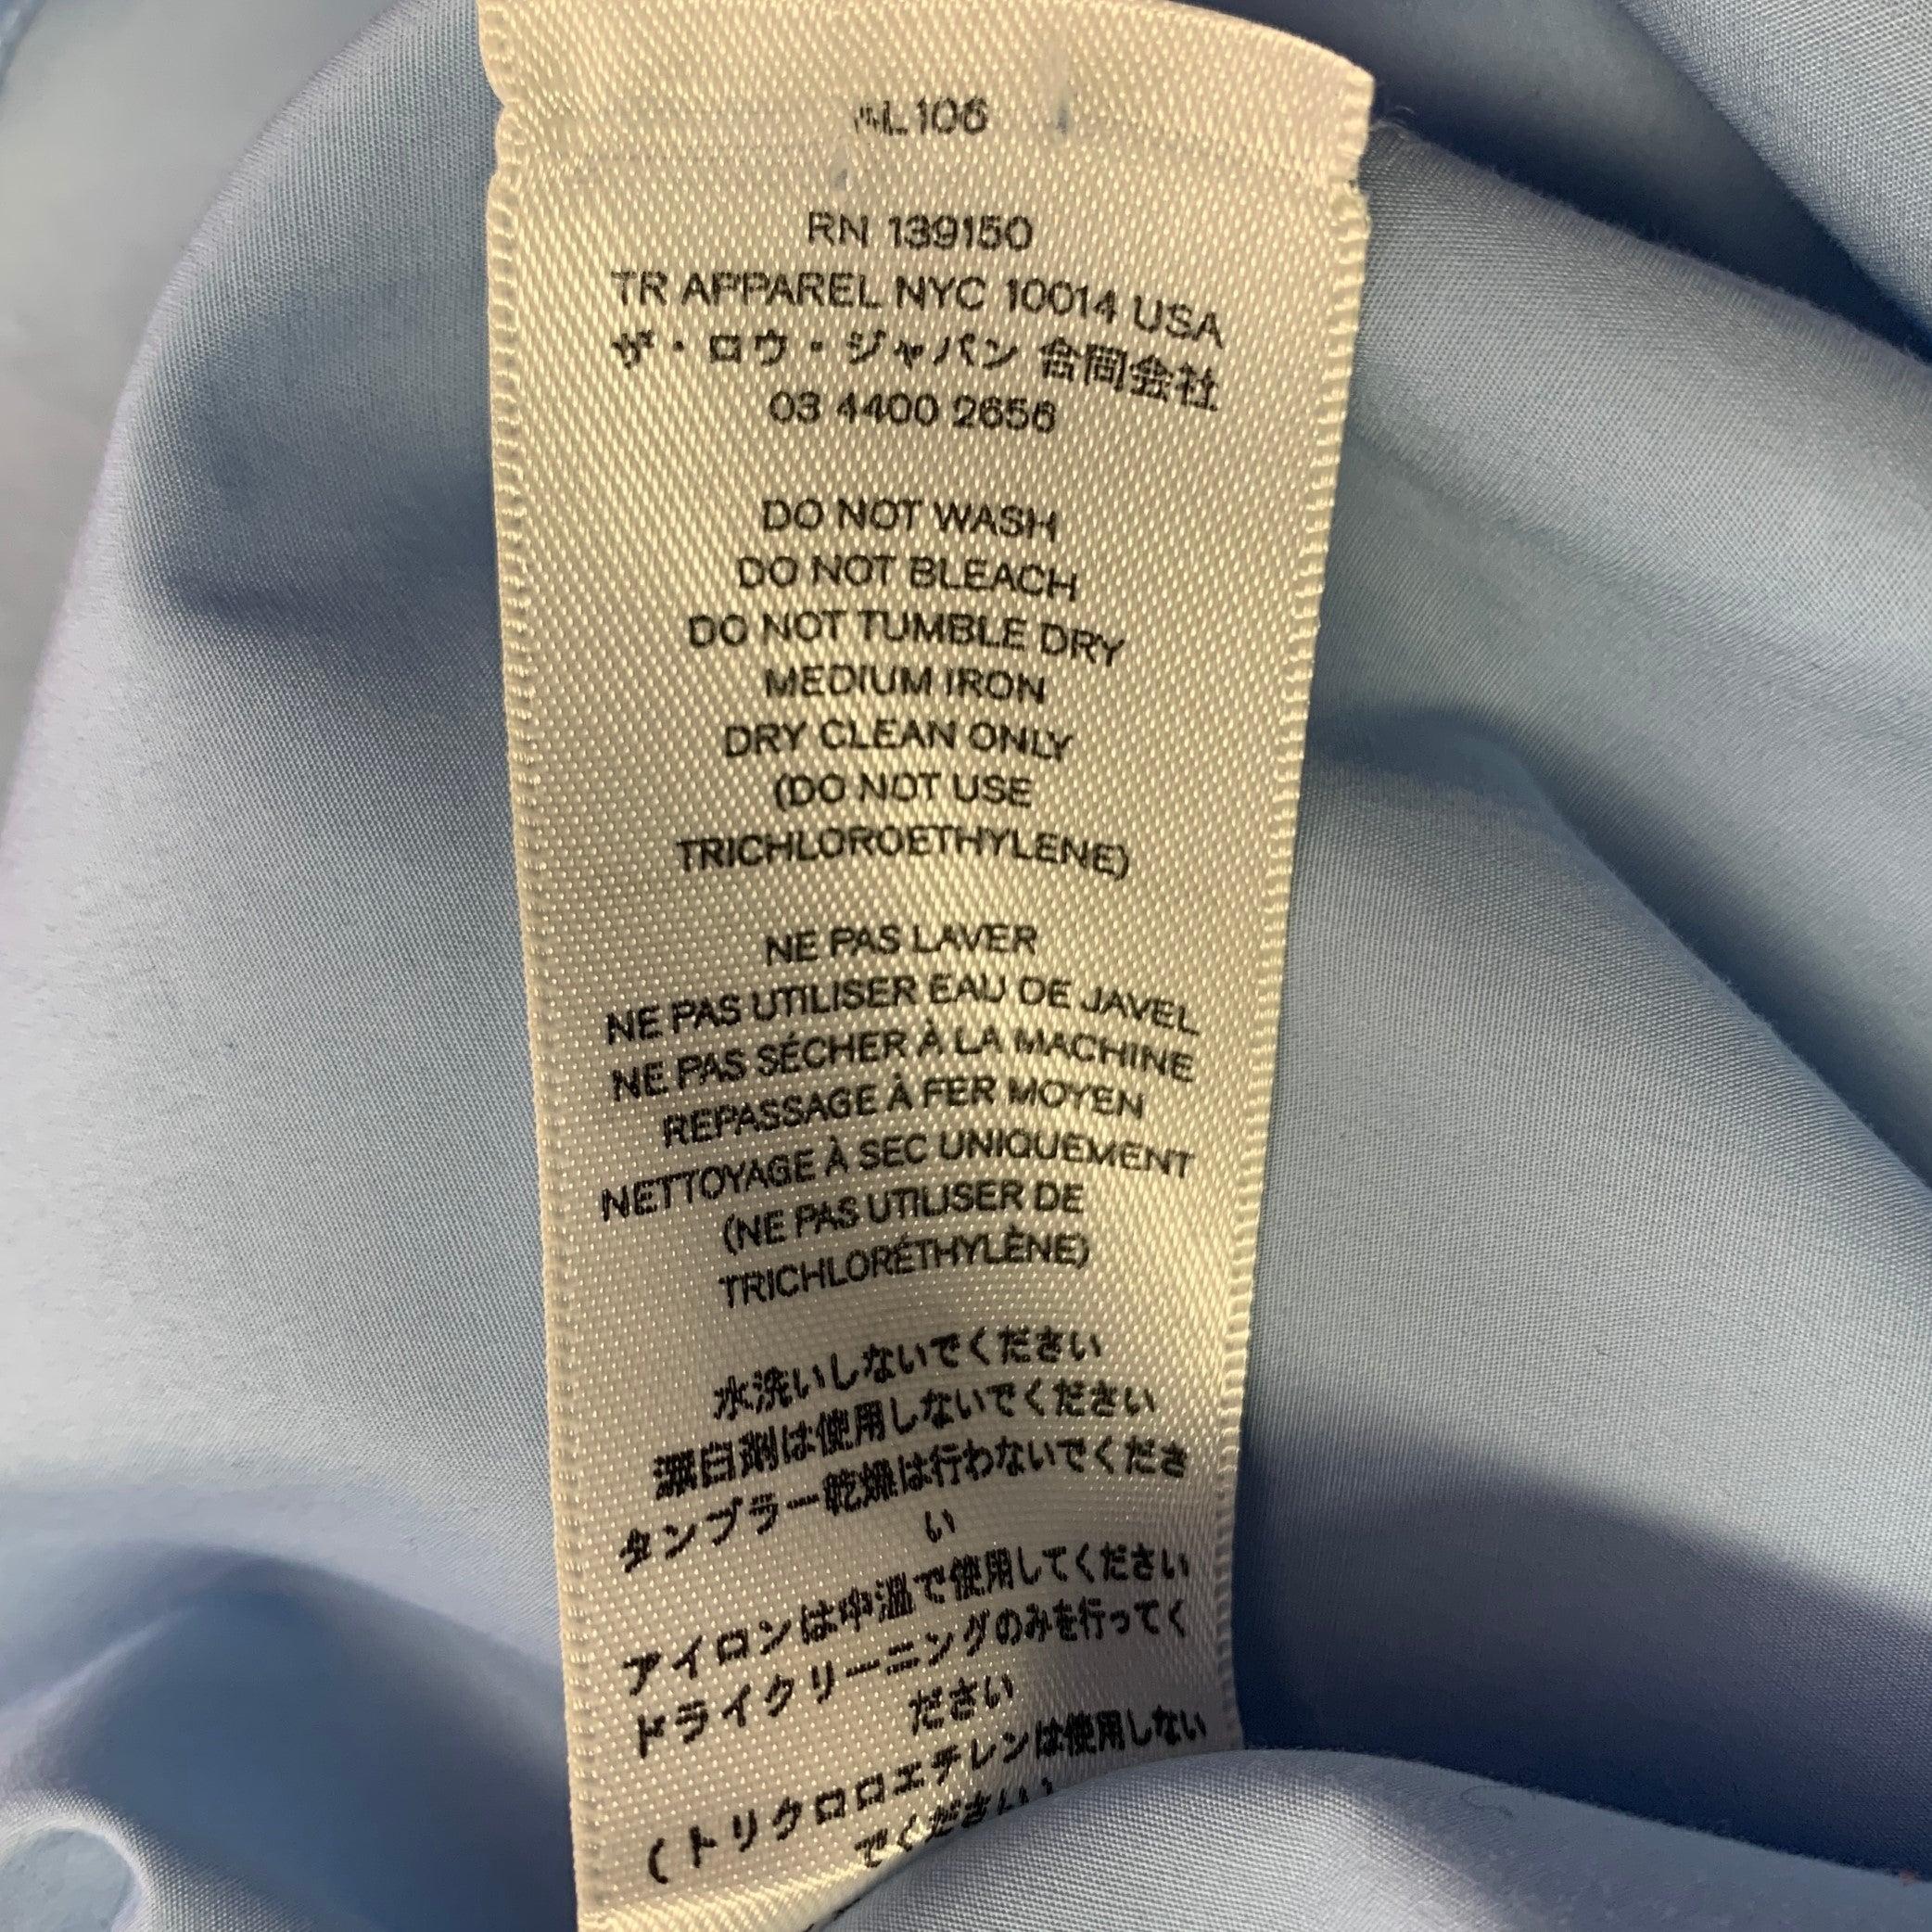 RN 139150
TR APPAREL NYC 10014 USA
ザ・ロウ・ジャパン 合同会社
03 4400 2656
DO NOT WASH
DO NOT BLEACH
DO NOT TUMBLE DRY
MEDIUM IRON
DRY CLEAN ONLY
(DO NOT USE
TRICHLOROETHYLENE)
NE PAS LAVER
NE PAS UTILISER EAU DE JAVEL
NE PAS SÉCHER À LA MACHINE
REPASSAGE À FER MOYEN
NETTOYAGE À SEC UNIQUEMENT
(NE PAS UTILISER DE
TRICHLORÉTHYLÈNE)
水洗いしないでください
漂白剤は使用しないでください
タンブラー乾燥は行わないでくださ
い
アイロンは中温で使用してください
ドライクリーニングのみを行ってく
ださい
(トリクロロエチレンは使用しない
でください)